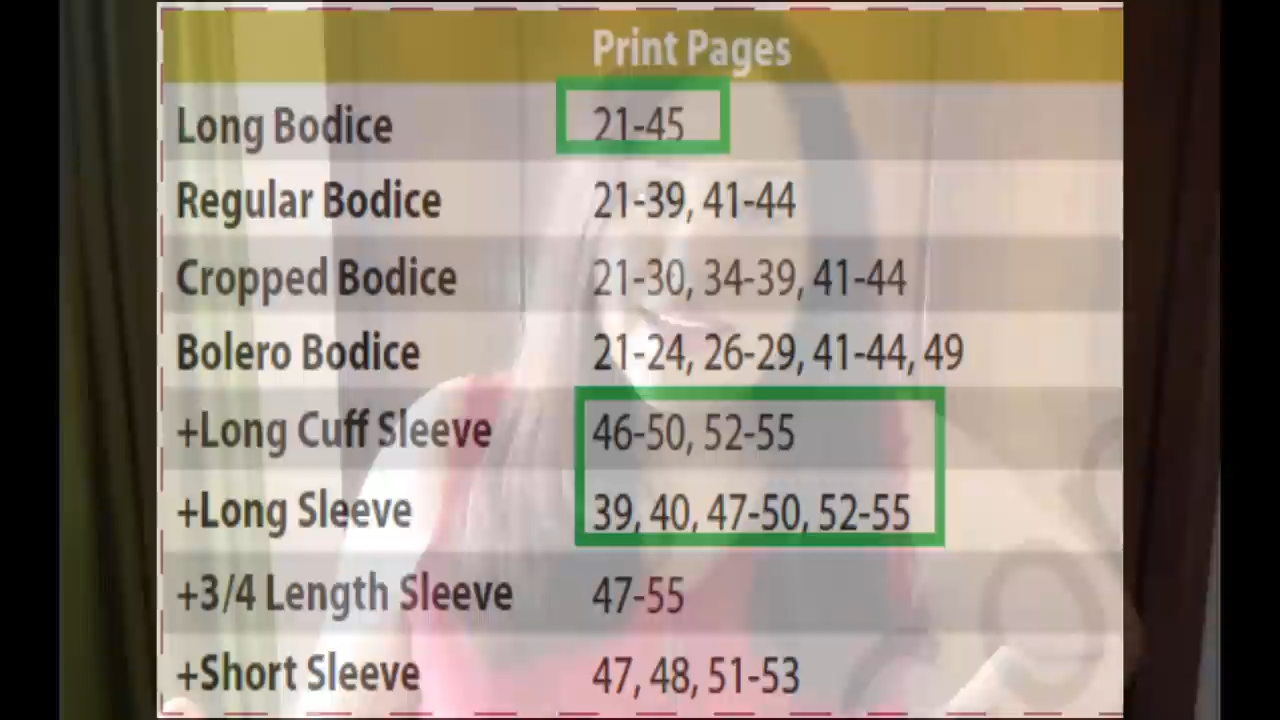 Print Pages
Long Bodice 21-45
Regular Bodice 21-39, 41-44
Cropped Bodice 21-30, 34-39, 41-44
Bolero Bodice 21-24, 26-29, 41-44, 49
+Long Cuff Sleeve 46-50, 52-55
+Long Sleeve 39, 40, 47-50, 52-55
+3/4 Length Sleeve 47-55
+Short Sleeve 47, 48, 51-53